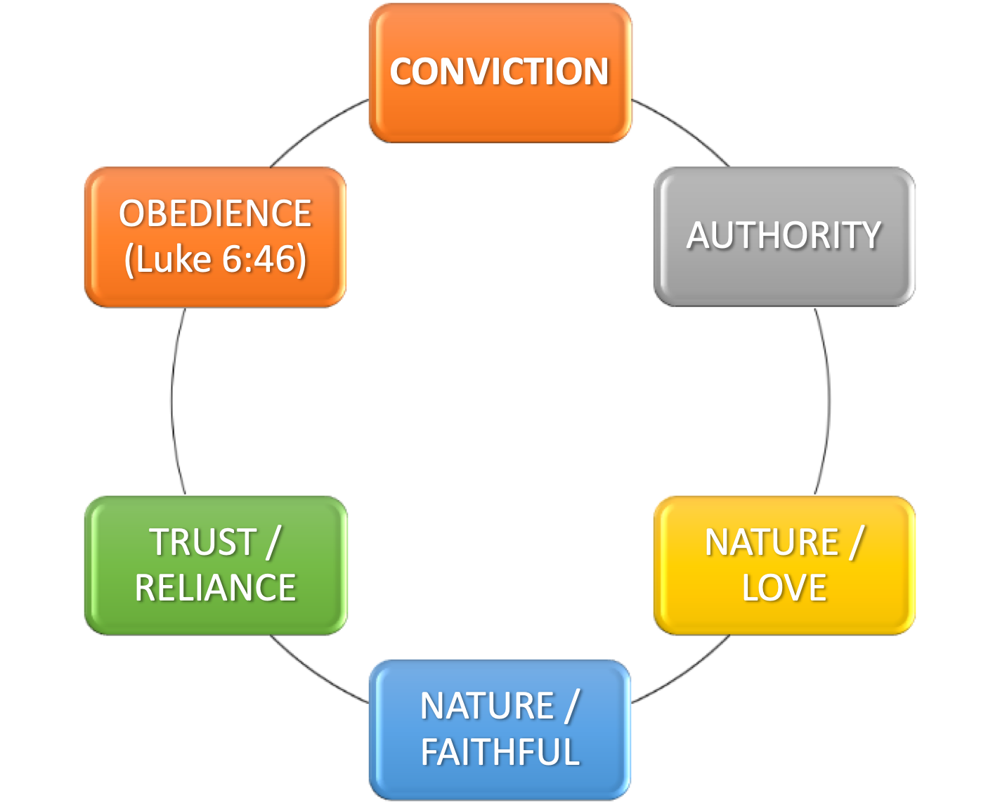 CONVICTION
AUTHORITY
NATURE /
LOVE
NATURE /
FAITHFUL
TRUST /
RELIANCE
OBEDIENCE
(Luke 6:46)